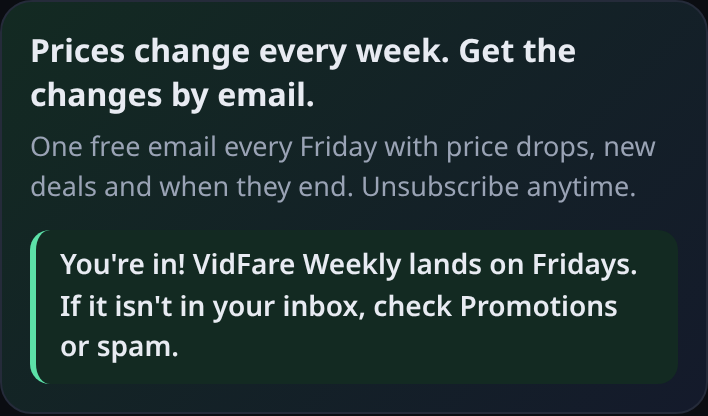 Prices change every week. Get the
changes by email.
One free email every Friday with price drops, new
deals and when they end. Unsubscribe anytime.
You're in! VidFare Weekly lands on Fridays.
If it isn't in your inbox, check Promotions
or spam.